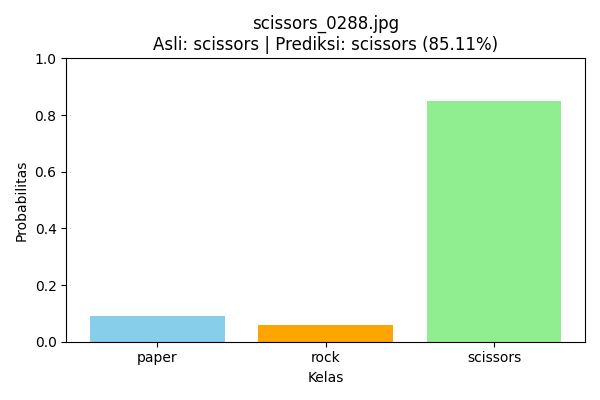 scissors_0288.jpg
Asli: scissors | Prediksi: scissors (85.11%)
1.0
0.8
0.6
0.4
0.2
0.0
Probabilitas
paper
rock
scissors
Kelas